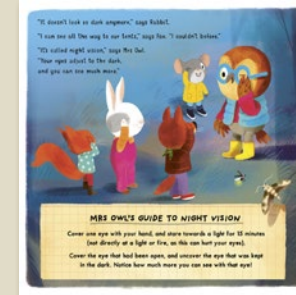 "It doesn't look so dark anymore," says Rabbit.
"I can see all the way to our tents," says Fox. "I couldn't before."
"It's called night vision," says Mrs Owl.
"Your eyes adjust to the dark,
and you can see much more."
MRS OWL'S GUIDE TO NIGHT VISION
Cover one eye with your hand, and stare towards a light for 15 minutes
(not directly at a light or fire, as this can hurt your eyes).
Cover the eye that had been open, and uncover the eye that was kept
in the dark. Notice how much more you can see with that eye!